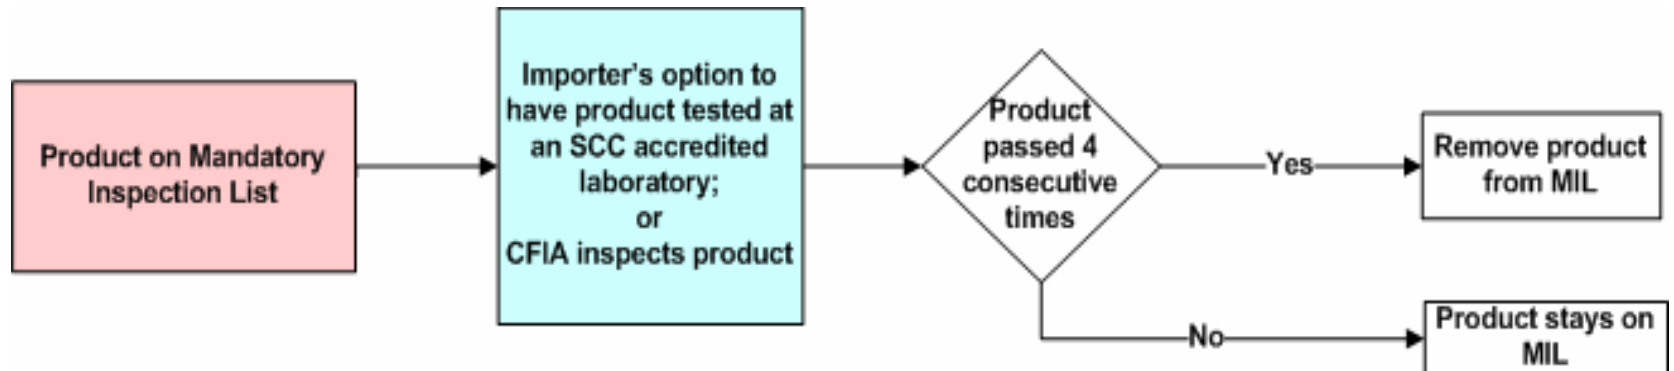 Product on Mandatory
Inspection List
Importer's option to
have product tested at
an SCC accredited
laboratory;
or
CFIA inspects product
Product
passed 4
consecutive
times
Yes
Remove product
from MIL
No
Product stays on
MIL